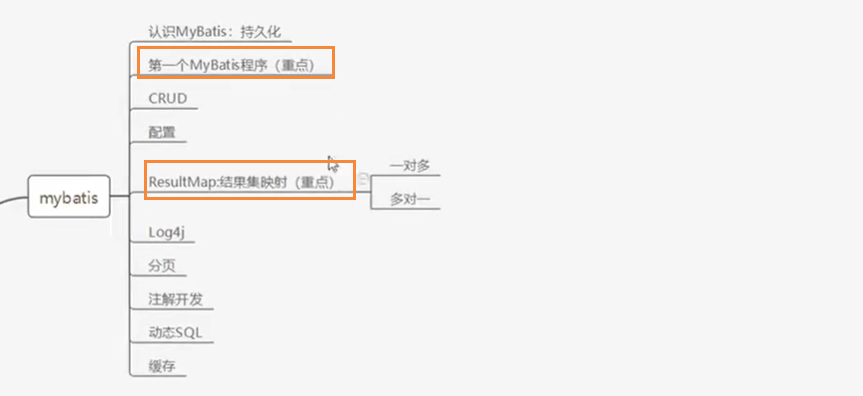 认识MyBatis：持久化
第一个MyBatis程序（重点）
CRUD
配置
ResultMap:结果集映射（重点）
一对多
多对一
mybatis
Log4j
分页
注解开发
动态SQL
缓存